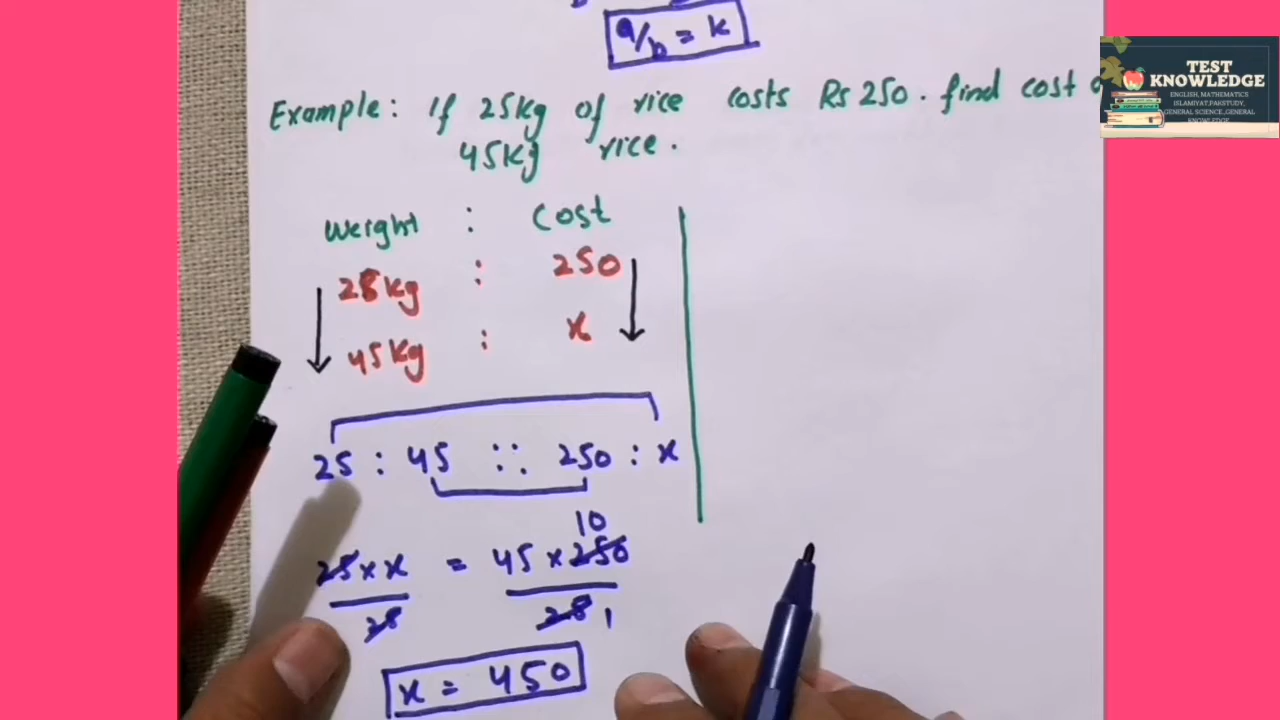 a/b = k
Example: If 25Kg of rice costs Rs 250. find cost
45Kg rice.
weight : Cost
25kg : 250
45Kg : x
25 : 45 :: 250 : x
10
25 x x = 45 x 250
25 25 1
x = 450
TEST
KNOWLEDGE
ENGLISH, MATHEMATICS
ISLAMIYAT,PAKSTUDY,
GENERAL SCIENCE,,GENERAL
KNOWLEDGE